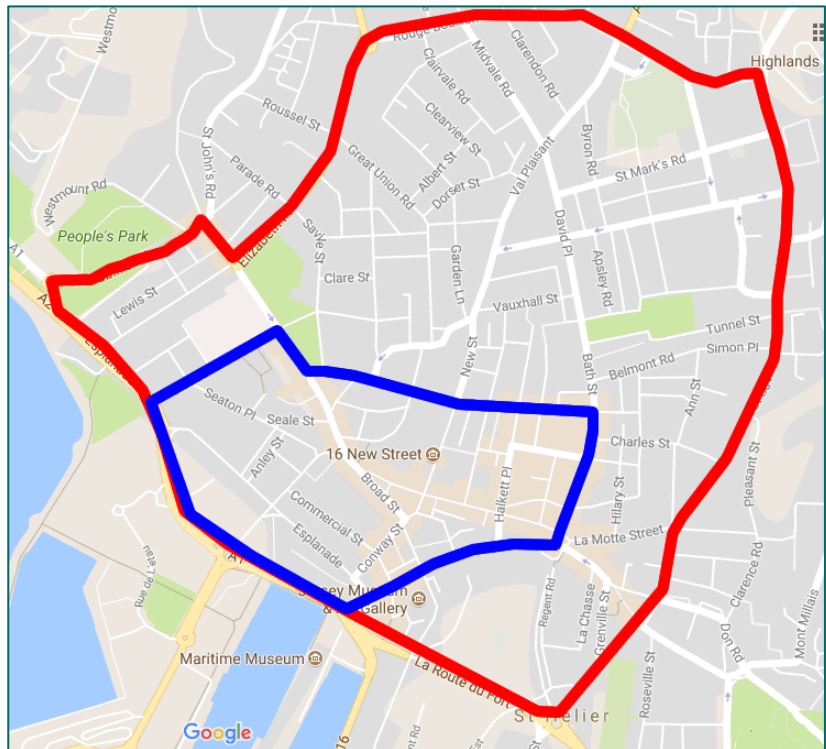 Westmo
Rouge Bouillon
Highlands
Clarendon Rd
Midvale Rd
Clairvale Rd
Roussel St
Clearview St
St John's Rd
Great Union Rd
Albert St
Val Plaisant
Byron Rd
St Mark's Rd
Parade Rd
Dorset St
Westmount Rd
People's Park
Savile St
David Pl
A1
Elizabeth
Clare St
Garden Ln
Apsley Rd
Lewis St
Vauxhall St
Tunnel St
Simon Pl
Esplanade
New St
Bath St
Belmont Rd
Ann St
Seaton Pl
Seale St
Charles St
Anley St
16 New Street
Pleasant St
Broad St
Halkett Pl
Hilary St
Commercial St
La Motte Street
Esplanade
Conway St
Clarence Rd
Rue de L'Etau
Regent Rd
La Chasse
Grenville St
Mont Millais
Museum
& Gallery
Don Rd
Maritime Museum
La Route du Fort
Roseville St
St Helier
Google